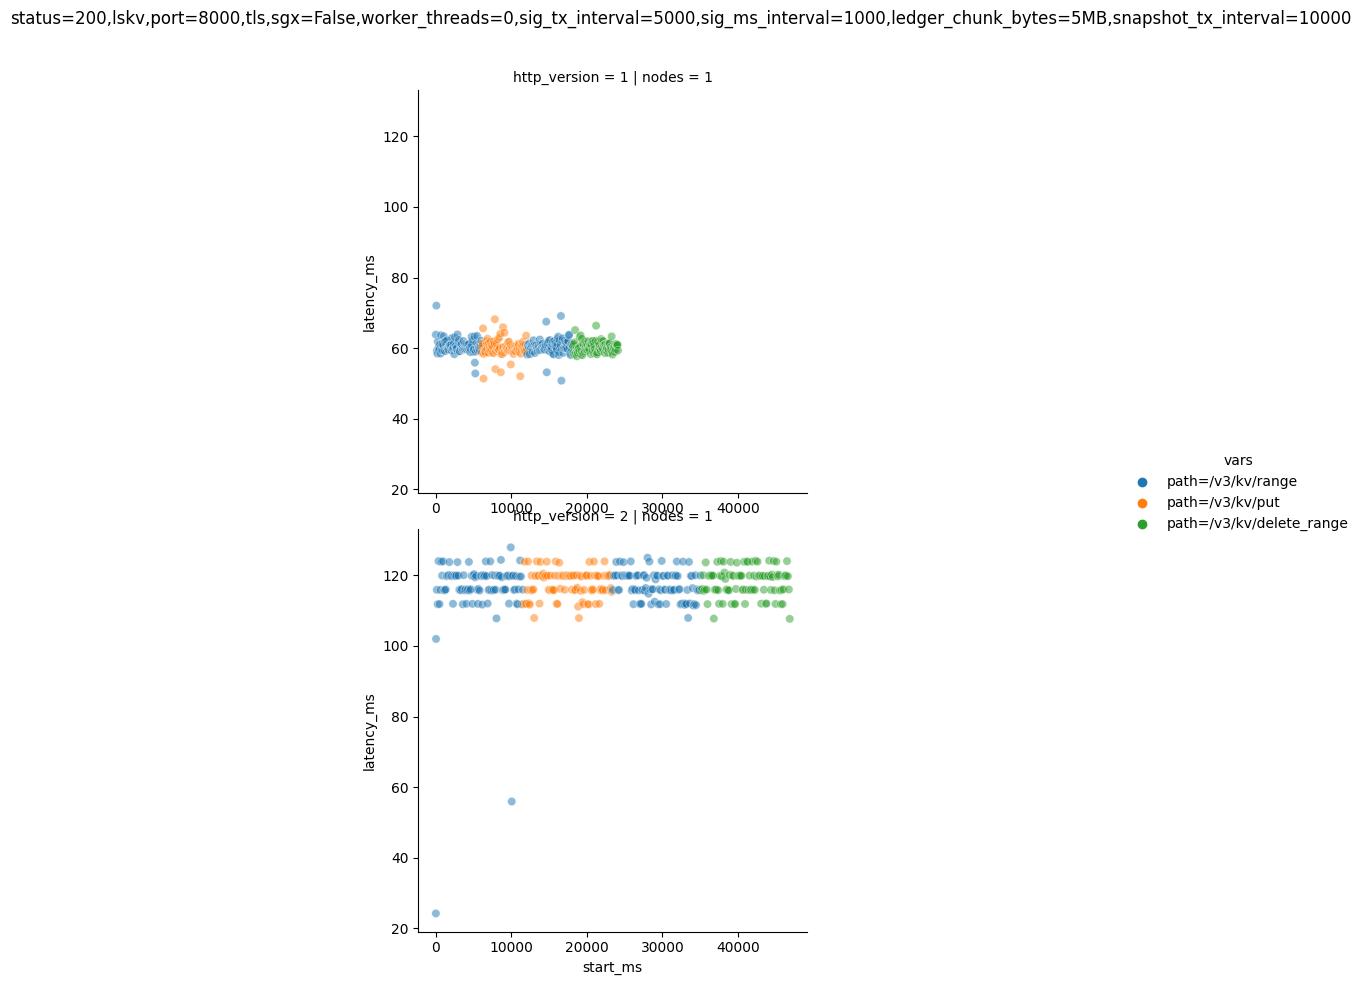 status=200,lskv,port=8000,tls,sgx=False,worker_threads=0,sig_tx_interval=5000,sig_ms_interval=1000,ledger_chunk_bytes=5MB,snapshot_tx_interval=10000
http_version = 1 | nodes = 1
120
100
80
60
40
20
latency_ms
0 10000 20000 30000 40000
vars
path=/v3/kv/range
path=/v3/kv/put
path=/v3/kv/delete_range
http_version = 2 | nodes = 1
120
100
80
60
40
20
latency_ms
0 10000 20000 30000 40000
start_ms